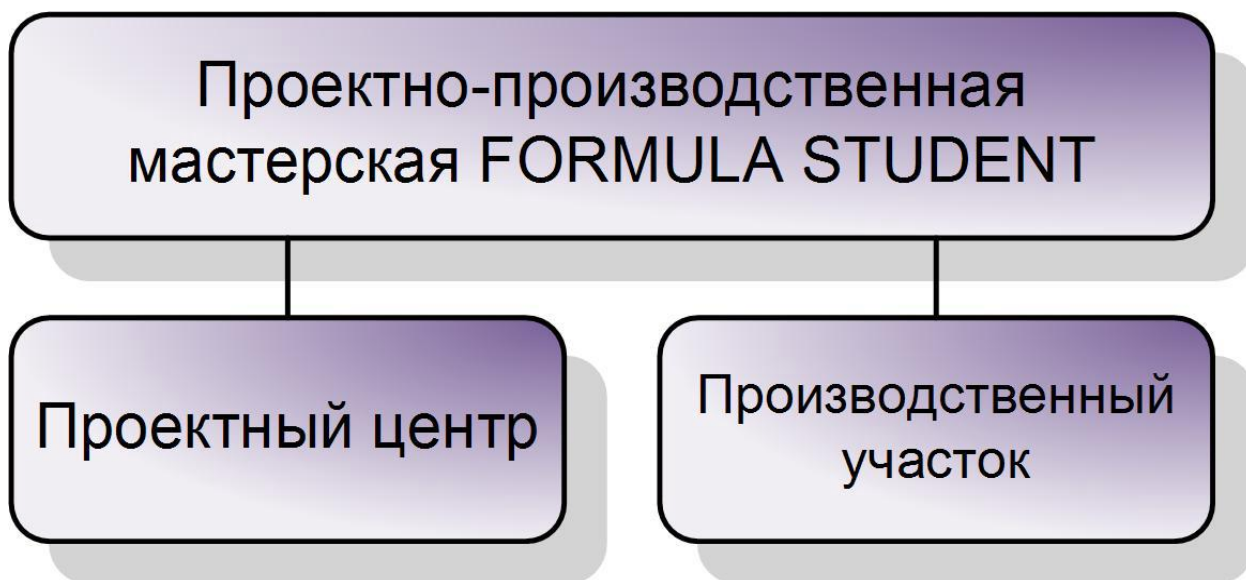 Проектно-производственная
мастерская FORMULA STUDENT
Проектный центр
Производственный
участок